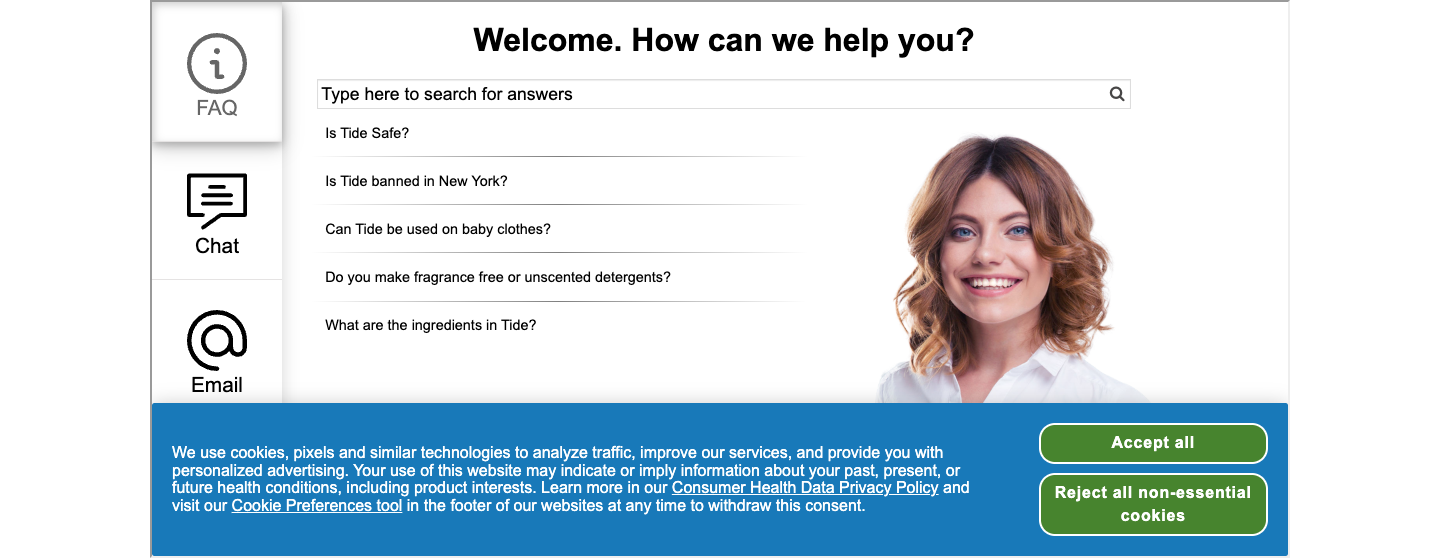 FAQ
Chat
Email
Welcome. How can we help you?
Type here to search for answers
Is Tide Safe?
Is Tide banned in New York?
Can Tide be used on baby clothes?
Do you make fragrance free or unscented detergents?
What are the ingredients in Tide?
We use cookies, pixels and similar technologies to analyze traffic, improve our services, and provide you with
personalized advertising. Your use of this website may indicate or imply information about your past, present, or
future health conditions, including product interests. Learn more in our Consumer Health Data Privacy Policy and
visit our Cookie Preferences tool in the footer of our websites at any time to withdraw this consent.
Accept all
Reject all non-essential
cookies